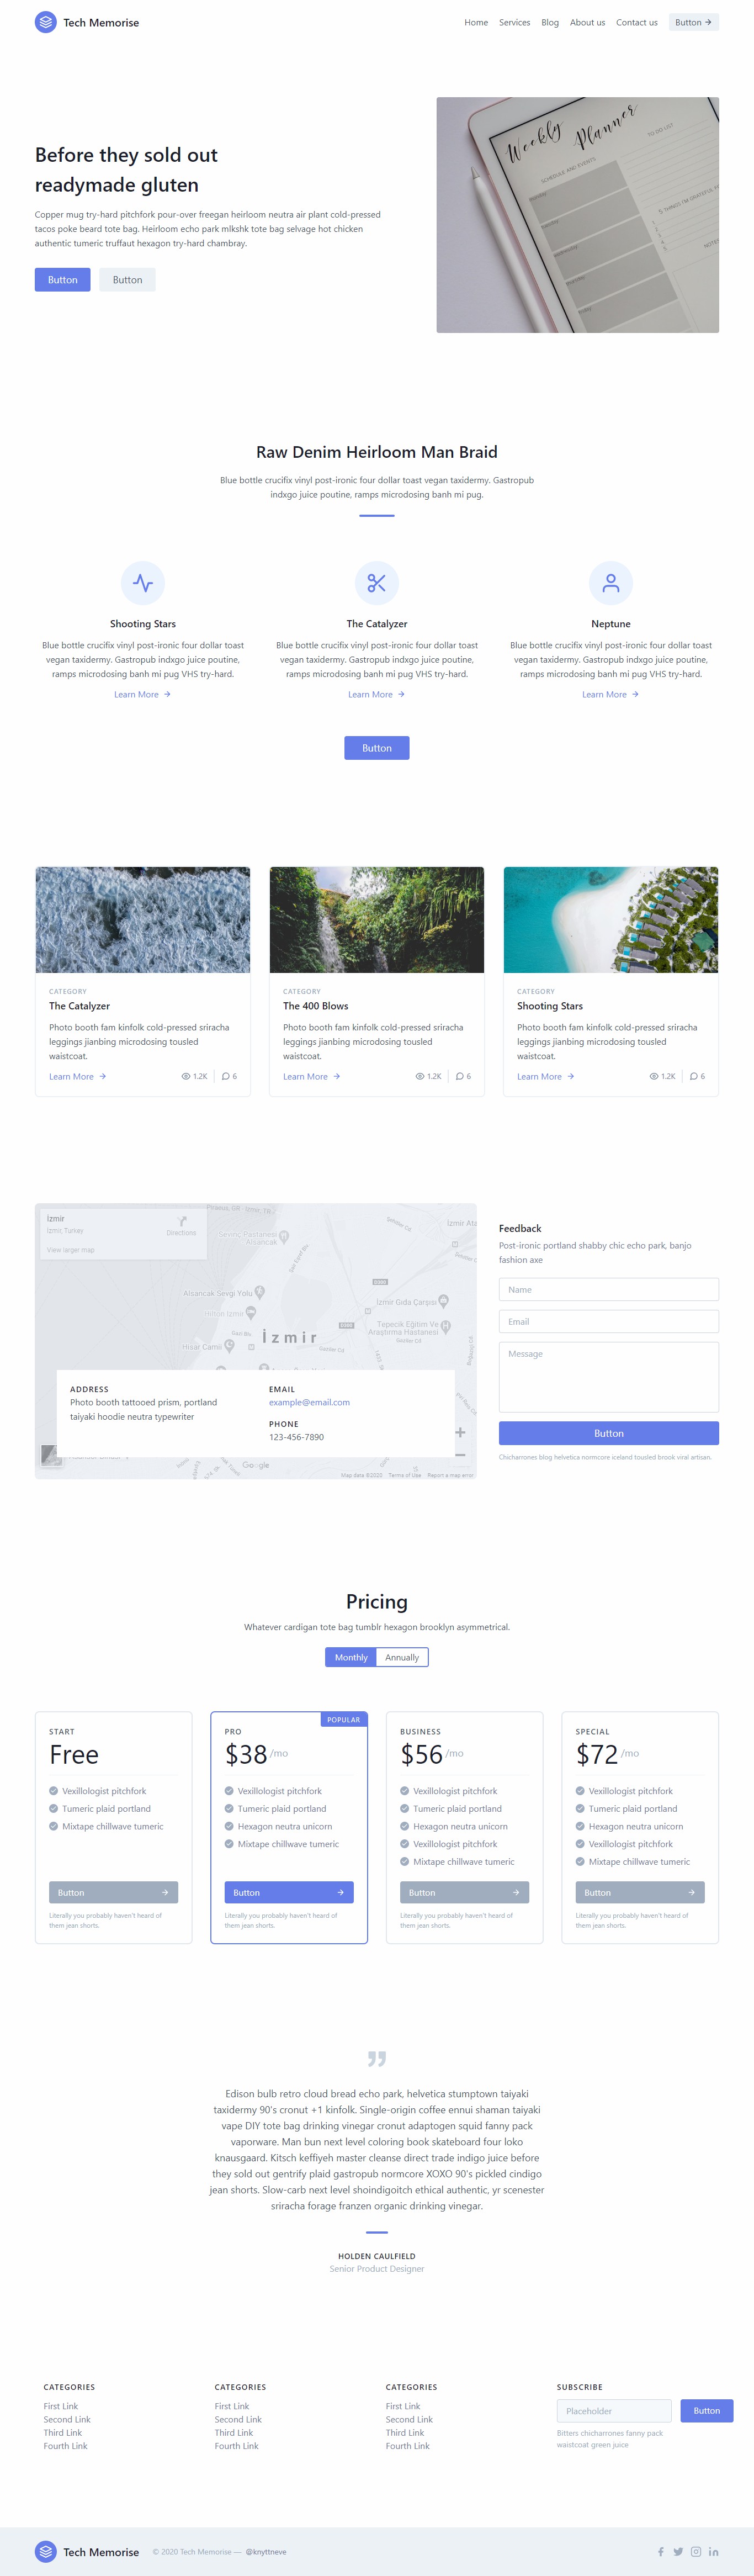 Tech Memorise
Home Services Blog About us Contact us Button
Before they sold out
readymade gluten
Copper mug try-hard pitchfork pour-over freegan heirloom neutra air plant cold-pressed
tacos poke beard tote bag. Heirloom echo park mlkshk tote bag selvage hot chicken
authentic tumeric truffaut hexagon try-hard chambray.
Button Button
Weekly Planner
TO DO LIST
SCHEDULE AND EVENTS
Raw Denim Heirloom Man Braid
Blue bottle crucifix vinyl post-ironic four dollar toast vegan taxidermy. Gastropub
indxgo juice poutine, ramps microdosing banh mi pug.
Shooting Stars
Blue bottle crucifix vinyl post-ironic four dollar toast
vegan taxidermy. Gastropub indxgo juice poutine,
ramps microdosing banh mi pug VHS try-hard.
Learn More
The Catalyzer
Blue bottle crucifix vinyl post-ironic four dollar toast
vegan taxidermy. Gastropub indxgo juice poutine,
ramps microdosing banh mi pug VHS try-hard.
Learn More
Neptune
Blue bottle crucifix vinyl post-ironic four dollar toast
vegan taxidermy. Gastropub indxgo juice poutine,
ramps microdosing banh mi pug VHS try-hard.
Learn More
Button
CATEGORY
The Catalyzer
Photo booth fam kinfolk cold-pressed sriracha
leggings jianbing microdosing tousled
waistcoat.
Learn More 1.2K 6
CATEGORY
The 400 Blows
Photo booth fam kinfolk cold-pressed sriracha
leggings jianbing microdosing tousled
waistcoat.
Learn More 1.2K 6
CATEGORY
Shooting Stars
Photo booth fam kinfolk cold-pressed sriracha
leggings jianbing microdosing tousled
waistcoat.
Learn More 1.2K 6
İzmir
İzmir, Turkey
Directions
View larger map
Sevinç Pastanesi
Alsancak
Alsancak Sevgi Yolu
Hilton İzmir
İzmir Gıda Çarşısı
Tepecik Eğitim Ve
Araştırma Hastanesi
İzmir
Hisar Camii
Gaziler Cd
ADDRESS
Photo booth tattooed prism, portland
taiyaki hoodie neutra typewriter
EMAIL
example@email.com
PHONE
123-456-7890
Google
Map data ©2020 Terms of Use Report a map error
Feedback
Post-ironic portland shabby chic echo park, banjo
fashion axe
Name
Email
Message
Button
Chicharrones blog helvetica normcore iceland tousled brook viral artisan.
Pricing
Whatever cardigan tote bag tumblr hexagon brooklyn asymmetrical.
Monthly Annually
START
Free
Vexillologist pitchfork
Tumeric plaid portland
Mixtape chillwave tumeric
Button
Literally you probably haven't heard of
them jean shorts.
POPULAR
PRO
$38 /mo
Vexillologist pitchfork
Tumeric plaid portland
Hexagon neutra unicorn
Mixtape chillwave tumeric
Button
Literally you probably haven't heard of
them jean shorts.
BUSINESS
$56 /mo
Vexillologist pitchfork
Tumeric plaid portland
Hexagon neutra unicorn
Vexillologist pitchfork
Mixtape chillwave tumeric
Button
Literally you probably haven't heard of
them jean shorts.
SPECIAL
$72 /mo
Vexillologist pitchfork
Tumeric plaid portland
Hexagon neutra unicorn
Vexillologist pitchfork
Mixtape chillwave tumeric
Button
Literally you probably haven't heard of
them jean shorts.
Edison bulb retro cloud bread echo park, helvetica stumptown taiyaki
taxidermy 90's cronut +1 kinfolk. Single-origin coffee ennui shaman taiyaki
vape DIY tote bag drinking vinegar cronut adaptogen squid fanny pack
vaporware. Man bun next level coloring book skateboard four loko
knausgaard. Kitsch keffiyeh master cleanse direct trade indigo juice before
they sold out gentrify plaid gastropub normcore XOXO 90's pickled cindigo
jean shorts. Slow-carb next level shoindigoitch ethical authentic, yr scenester
sriracha forage franzen organic drinking vinegar.
HOLDEN CAULFIELD
Senior Product Designer
CATEGORIES
First Link
Second Link
Third Link
Fourth Link
CATEGORIES
First Link
Second Link
Third Link
Fourth Link
CATEGORIES
First Link
Second Link
Third Link
Fourth Link
SUBSCRIBE
Placeholder Button
Bitters chicharrones fanny pack
waistcoat green juice
Tech Memorise © 2020 Tech Memorise — @knyttneve